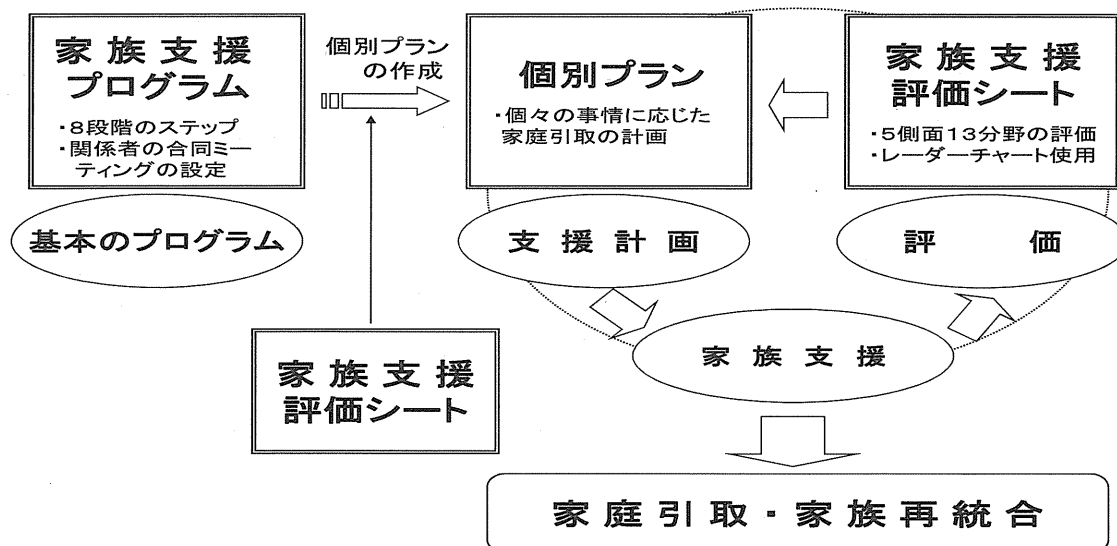 家族支援
プログラム
・8段階のステップ
・関係者の合同ミー
ティングの設定
基本のプログラム
個別プラン
の作成
個別プラン
・個々の事情に応じた
家庭引取の計画
支援計画
家族支援
評価シート
・5側面13分野の評価
・レーダーチャート使用
評価
家族支援
家族支援
評価シート
家庭引取・家族再統合